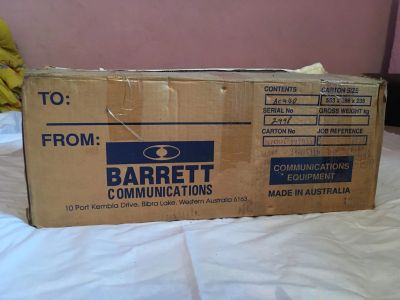 TO:
CONTENTS
CARTON SIZE
SERIAL No
GROSS WEIGHT Kg
2998
CARTON No
JOB REFERENCE
FROM:
BARRETT
COMMUNICATIONS
10 Port Kembla Drive, Bibra Lake, Western Australia 6163
COMMUNICATIONS
EQUIPMENT
MADE IN AUSTRALIA